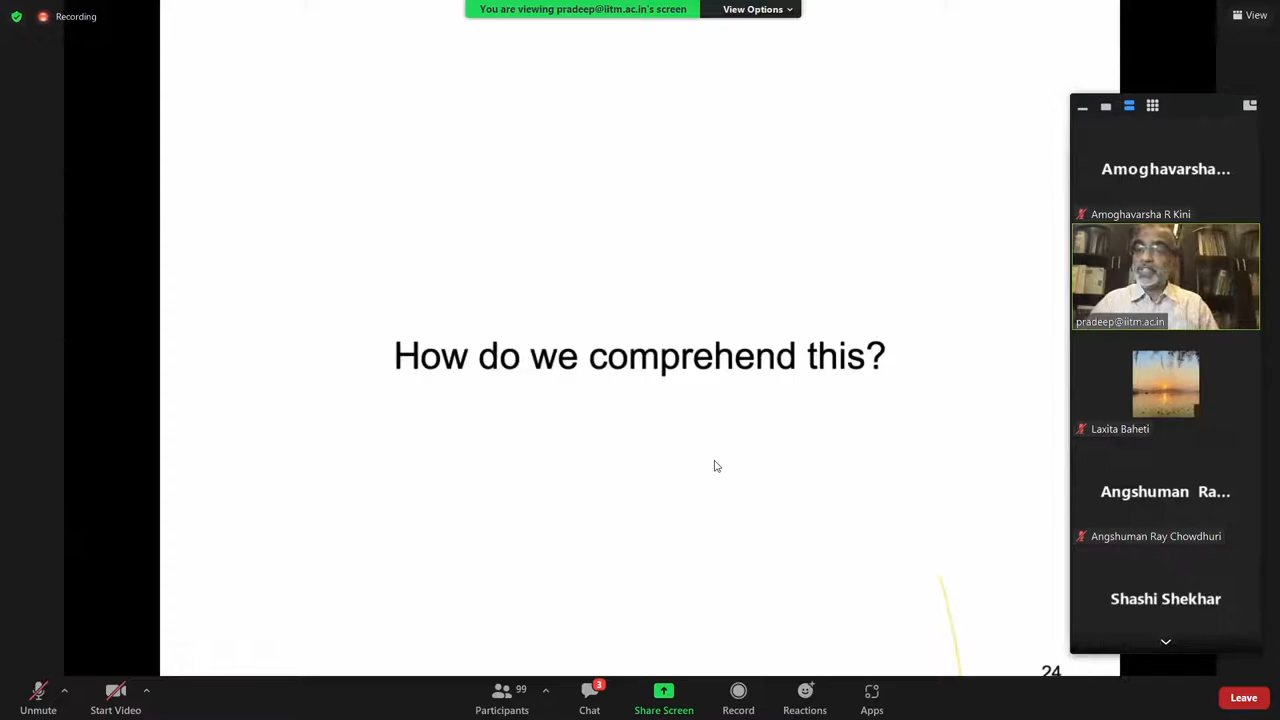 Recording
You are viewing pradeep@iitm.ac.in's screen
View Options
View
Amoghavarsha...
Amoghavarsha R Kini
pradeep@iitm.ac.in
Laxita Baheti
Angshuman Ra...
Angshuman Ray Chowdhuri
Shashi Shekhar
How do we comprehend this?
24
Unmute
Start Video
99
Participants
3
Chat
Share Screen
Record
Reactions
Apps
Leave